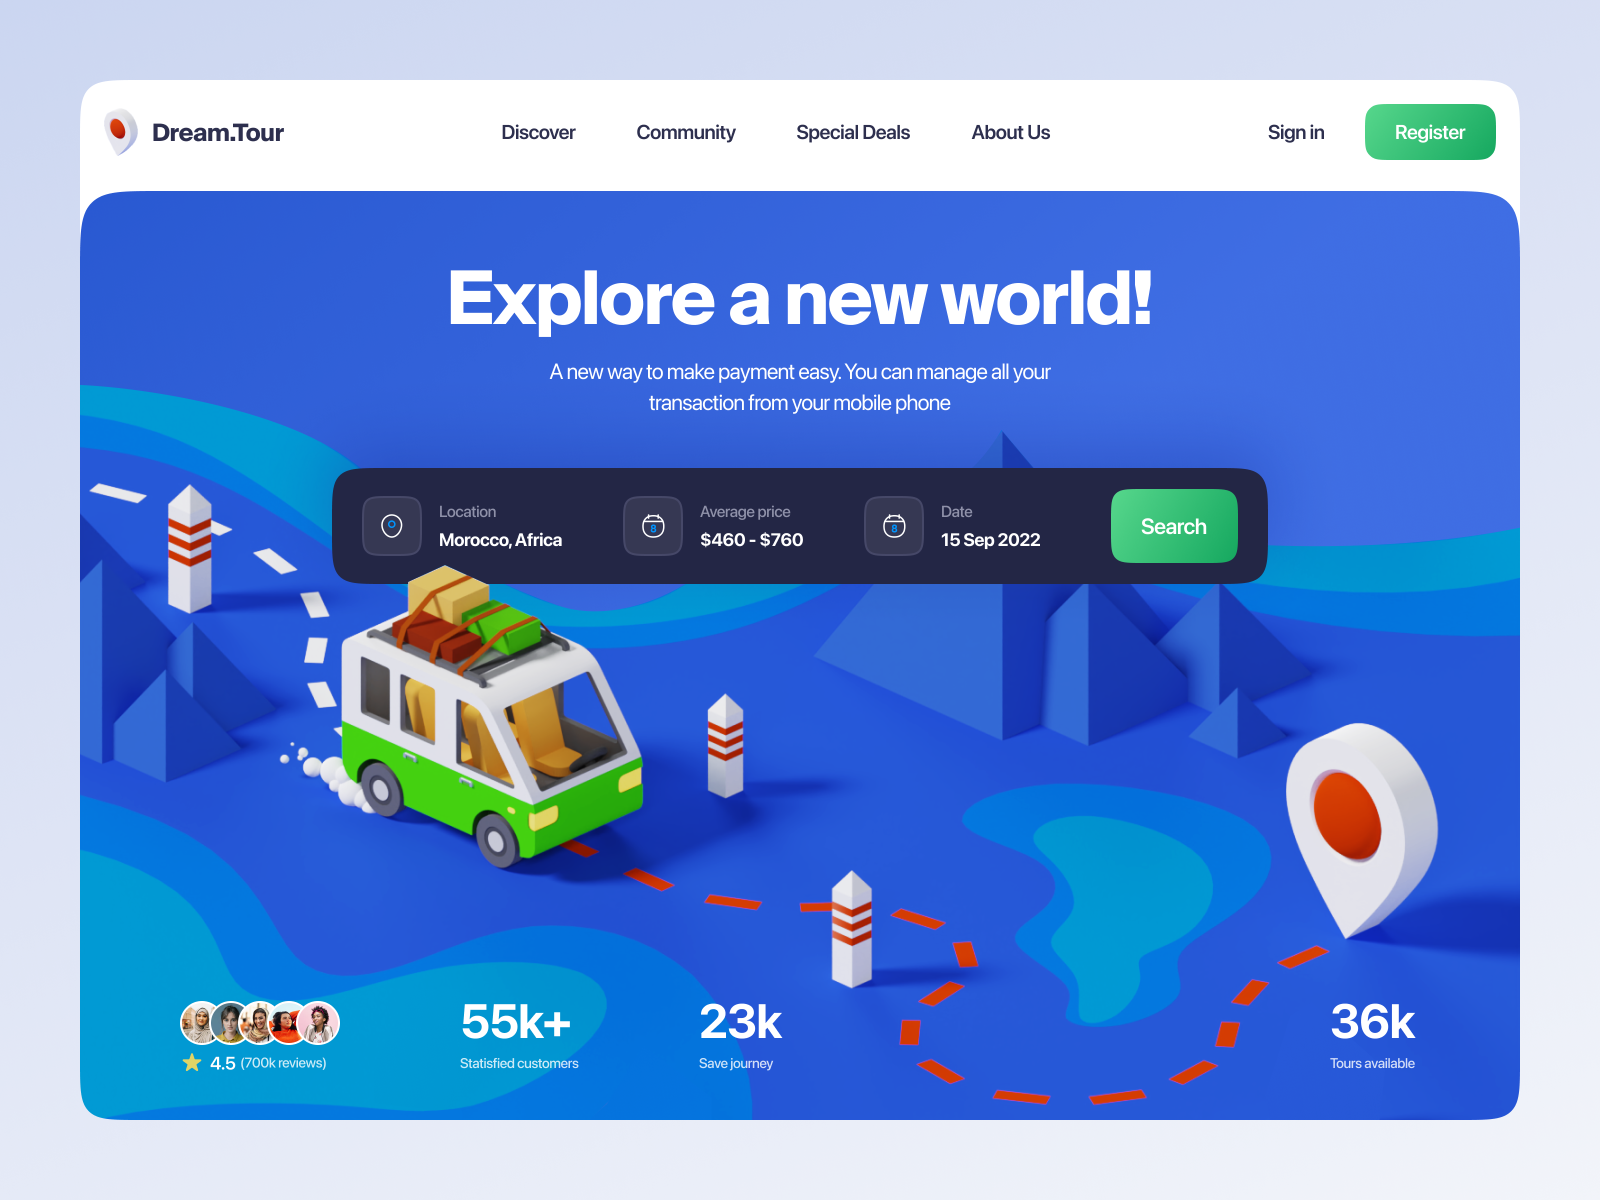 Dream.Tour
Discover
Community
Special Deals
About Us
Sign in
Register
Explore a new world!
A new way to make payment easy. You can manage all your
transaction from your mobile phone
Location
Morocco, Africa
8
Average price
$460 - $760
8
Date
15 Sep 2022
Search
4.5 (700k reviews)
55k+
Statisfied customers
23k
Save journey
36k
Tours available